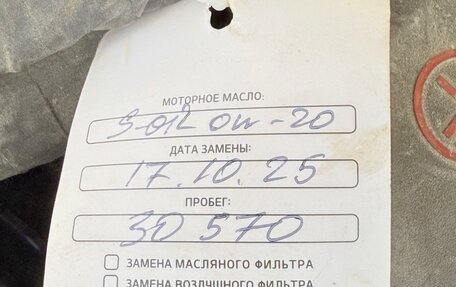 МОТОРНОЕ МАСЛО:
S-OIL 0W-20
ДАТА ЗАМЕНЫ:
17.10.25
ПРОБЕГ:
30 570
ЗАМЕНА МАСЛЯНОГО ФИЛЬТРА
ЗАМЕНА ВОЗДУШНОГО ФИЛЬТРА